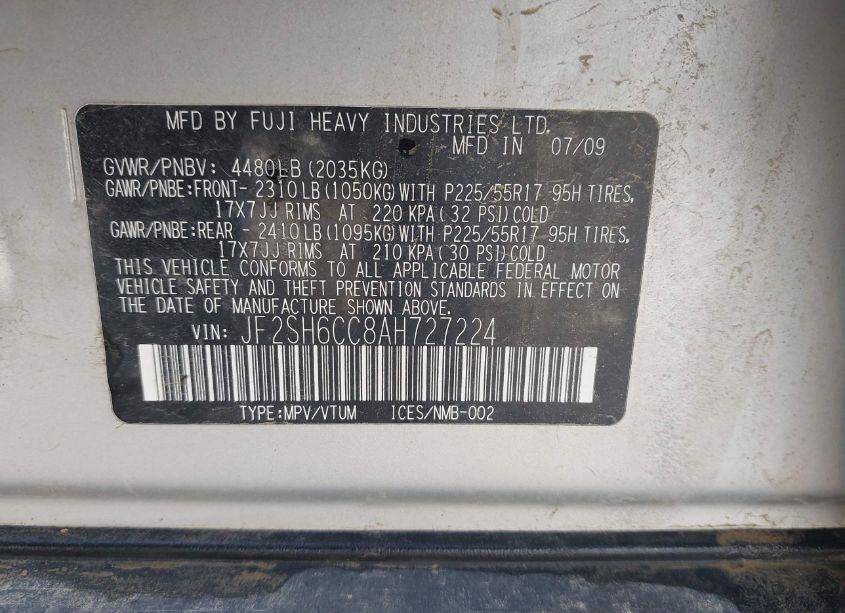 MFD BY FUJI HEAVY INDUSTRIES LTD.
MFD IN 07/09
GVWR/PNBV: 4480LB (2035KG)
GAWR/PNBE:FRONT- 2310 LB (1050KG) WITH P225/55R17 95H TIRES,
17X7JJ RIMS AT 220 KPA ( 32 PSI) COLD
GAWR/PNBE:REAR - 2410 LB (1095KG) WITH P225/55R17 95H TIRES,
17X7JJ RIMS AT 210 KPA ( 30 PSI) COLD
THIS VEHICLE CONFORMS TO ALL APPLICABLE FEDERAL MOTOR
VEHICLE SAFETY AND THEFT PREVENTION STANDARDS IN EFFECT ON
THE DATE OF MANUFACTURE SHOWN ABOVE.
VIN: JF2SH6CC8AH727224
TYPE:MPV/VTUM ICES/NMB-002